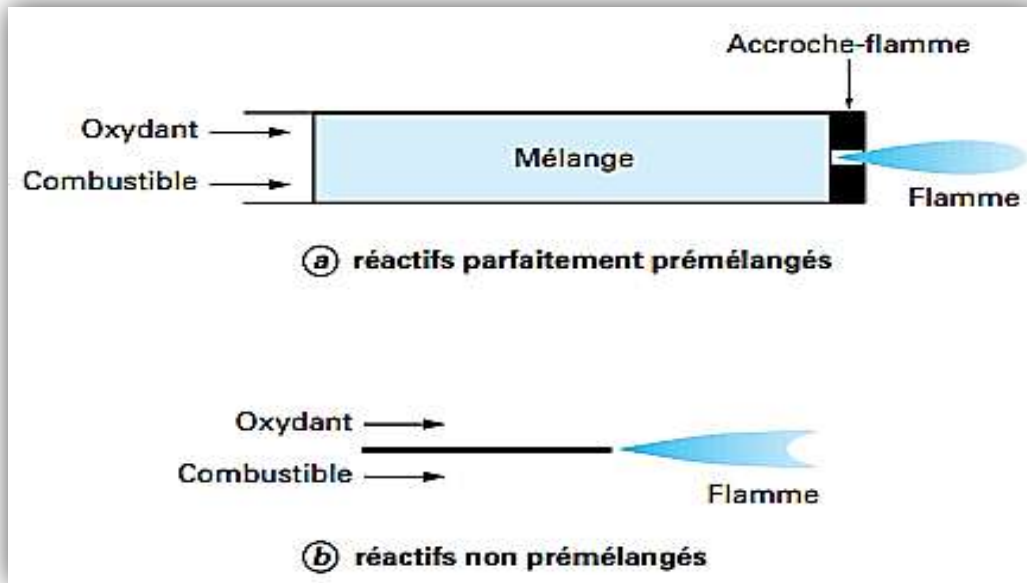 Accroche-flamme
Oxydant
Combustible
Mélange
Flamme
a réactifs parfaitement prémélangés
Oxydant
Combustible
Flamme
b réactifs non prémélangés